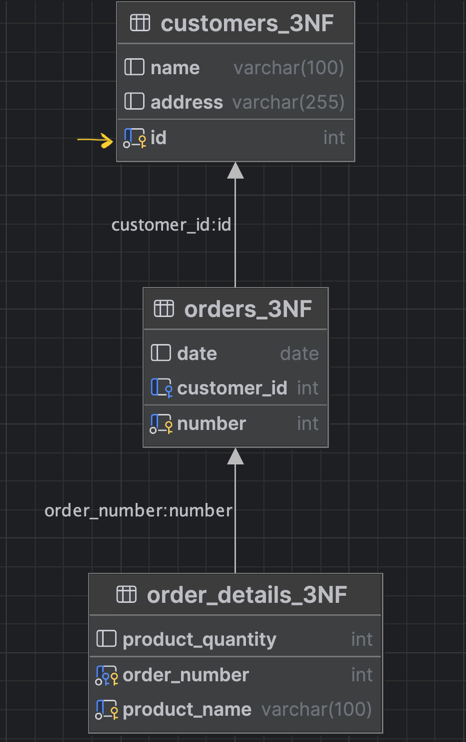 customers_3NF
name varchar(100)
address varchar(255)
id int
customer_id:id
orders_3NF
date date
customer_id int
number int
order_number:number
order_details_3NF
product_quantity int
order_number int
product_name varchar(100)